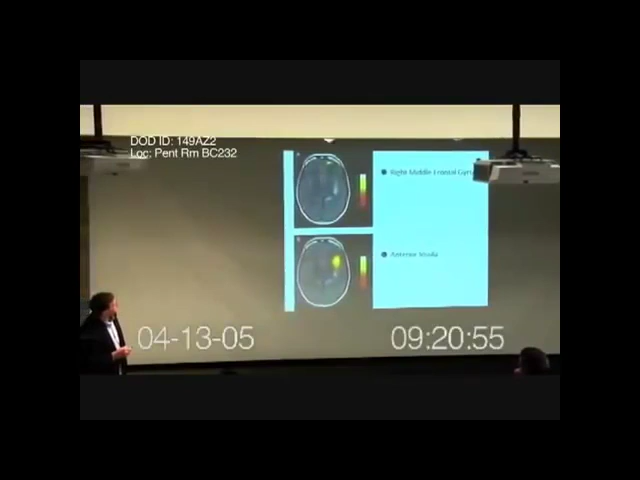 DOD ID: 149AZ2
Loc: Pent Rm BC232
Right Middle Frontal Gyrus
Anterior Insula
04-13-05
09:20:55